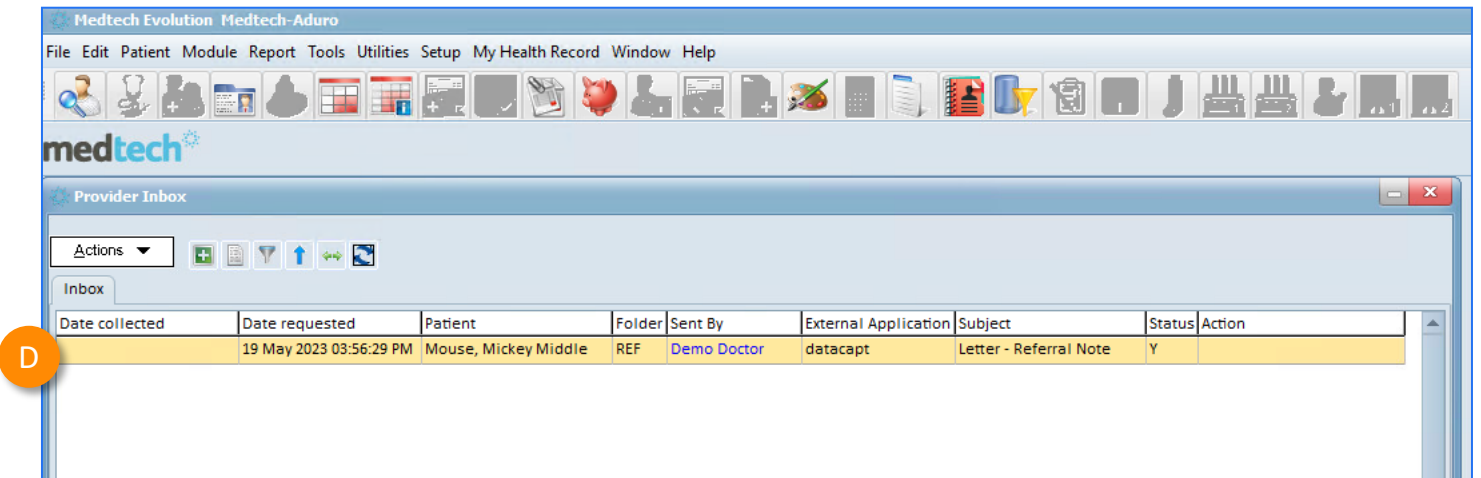 Medtech Evolution Medtech-Aduro
File Edit Patient Module Report Tools Utilities Setup My Health Record Window Help
medtech
Provider Inbox
Actions
Inbox
Date collected Date requested Patient Folder Sent By External Application Subject Status Action
19 May 2023 03:56:29 PM Mouse, Mickey Middle REF Demo Doctor datacapt Letter - Referral Note Y
D